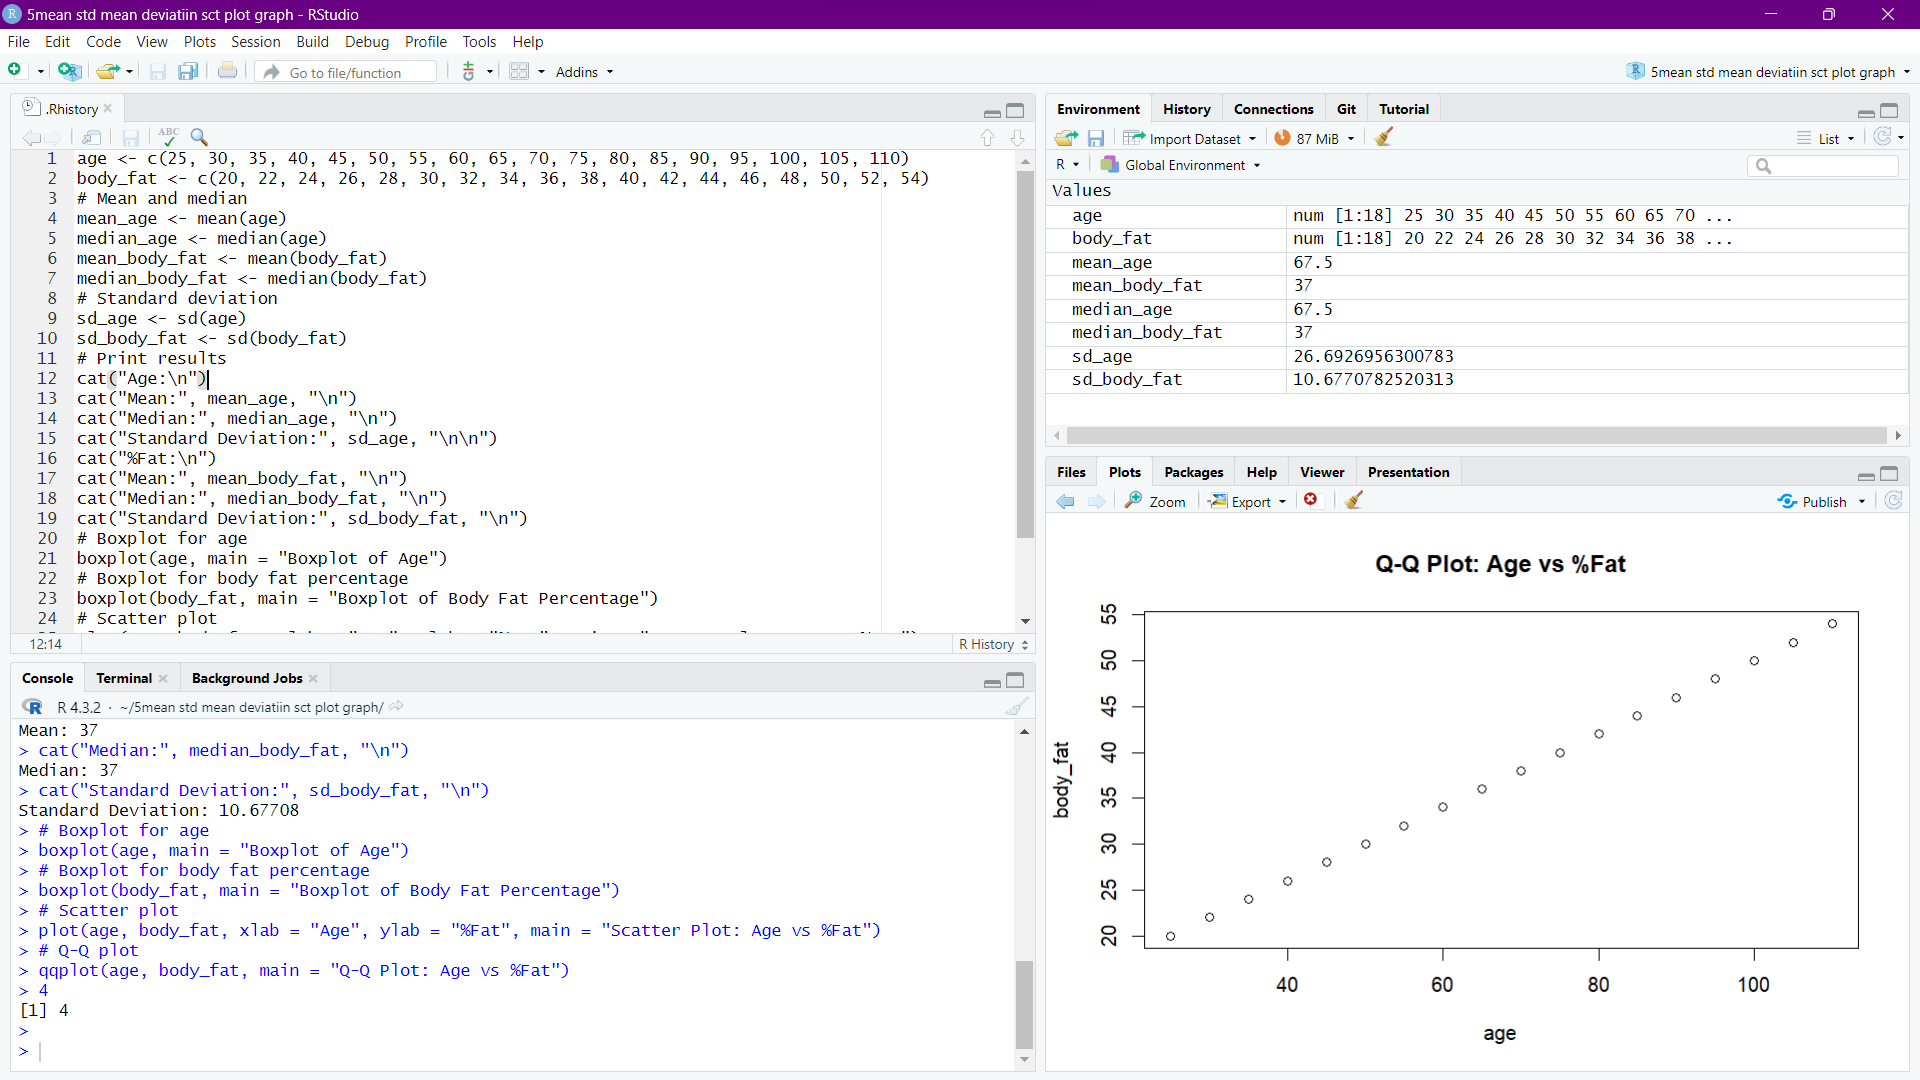 5mean std mean deviatiin sct plot graph - RStudio
File Edit Code View Plots Session Build Debug Profile Tools Help
Go to file/function Addins 5mean std mean deviatiin sct plot graph
.Rhistory
ABC
1 age <- c(25, 30, 35, 40, 45, 50, 55, 60, 65, 70, 75, 80, 85, 90, 95, 100, 105, 110)
2 body_fat <- c(20, 22, 24, 26, 28, 30, 32, 34, 36, 38, 40, 42, 44, 46, 48, 50, 52, 54)
3 # Mean and median
4 mean_age <- mean(age)
5 median_age <- median(age)
6 mean_body_fat <- mean(body_fat)
7 median_body_fat <- median(body_fat)
8 # Standard deviation
9 sd_age <- sd(age)
10 sd_body_fat <- sd(body_fat)
11 # Print results
12 cat("Age:\n")
13 cat("Mean:", mean_age, "\n")
14 cat("Median:", median_age, "\n")
15 cat("Standard Deviation:", sd_age, "\n\n")
16 cat("%Fat:\n")
17 cat("Mean:", mean_body_fat, "\n")
18 cat("Median:", median_body_fat, "\n")
19 cat("Standard Deviation:", sd_body_fat, "\n")
20 # Boxplot for age
21 boxplot(age, main = "Boxplot of Age")
22 # Boxplot for body fat percentage
23 boxplot(body_fat, main = "Boxplot of Body Fat Percentage")
24 # Scatter plot
12:14 R History
Console Terminal Background Jobs
R 4.3.2 · ~/5mean std mean deviatiin sct plot graph/
Mean: 37
> cat("Median:", median_body_fat, "\n")
Median: 37
> cat("Standard Deviation:", sd_body_fat, "\n")
Standard Deviation: 10.67708
> # Boxplot for age
> boxplot(age, main = "Boxplot of Age")
> # Boxplot for body fat percentage
> boxplot(body_fat, main = "Boxplot of Body Fat Percentage")
> # Scatter plot
> plot(age, body_fat, xlab = "Age", ylab = "%Fat", main = "Scatter Plot: Age vs %Fat")
> # Q-Q plot
> qqplot(age, body_fat, main = "Q-Q Plot: Age vs %Fat")
> 4
[1] 4
>
>
Environment History Connections Git Tutorial
Import Dataset 87 MiB List
R Global Environment
Values
age num [1:18] 25 30 35 40 45 50 55 60 65 70 ...
body_fat num [1:18] 20 22 24 26 28 30 32 34 36 38 ...
mean_age 67.5
mean_body_fat 37
median_age 67.5
median_body_fat 37
sd_age 26.6926956300783
sd_body_fat 10.6770782520313
Files Plots Packages Help Viewer Presentation
Zoom Export Publish
Q-Q Plot: Age vs %Fat
body_fat
55
50
45
40
35
30
25
20
40 60 80 100
age